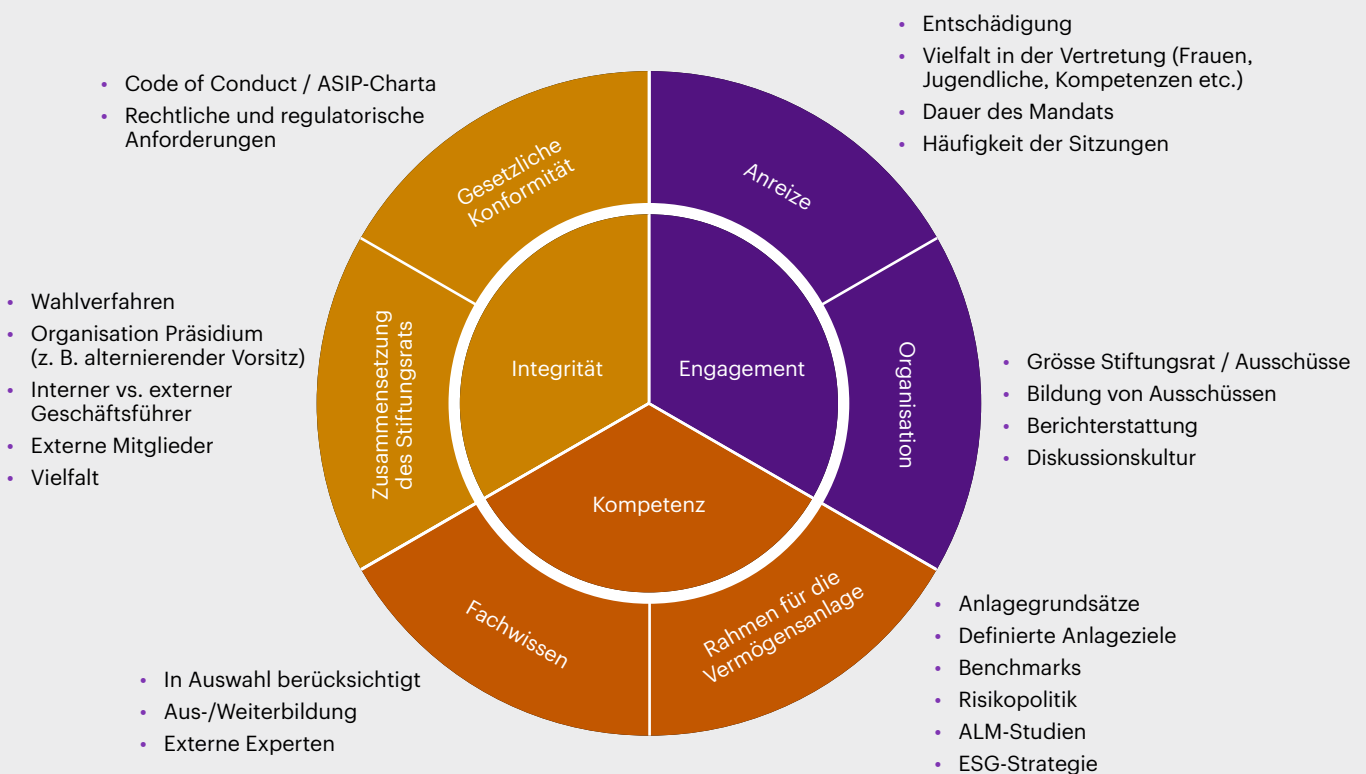 • Entschädigung
• Vielfalt in der Vertretung (Frauen,
Jugendliche, Kompetenzen etc.)
• Dauer des Mandats
• Häufigkeit der Sitzungen
• Code of Conduct / ASIP-Charta
• Rechtliche und regulatorische
Anforderungen
Gesetzliche
Konformität
Anreize
• Wahlverfahren
• Organisation Präsidium
(z. B. alternierender Vorsitz)
• Interner vs. externer
Geschäftsführer
• Externe Mitglieder
• Vielfalt
Zusammensetzung
des Stiftungsrats
Integrität
Engagement
Organisation
• Grösse Stiftungsrat / Ausschüsse
• Bildung von Ausschüssen
• Berichterstattung
• Diskussionskultur
Kompetenz
Fachwissen
Rahmen für die
Vermögensanlage
• In Auswahl berücksichtigt
• Aus-/Weiterbildung
• Externe Experten
• Anlagegrundsätze
• Definierte Anlageziele
• Benchmarks
• Risikopolitik
• ALM-Studien
• ESG-Strategie